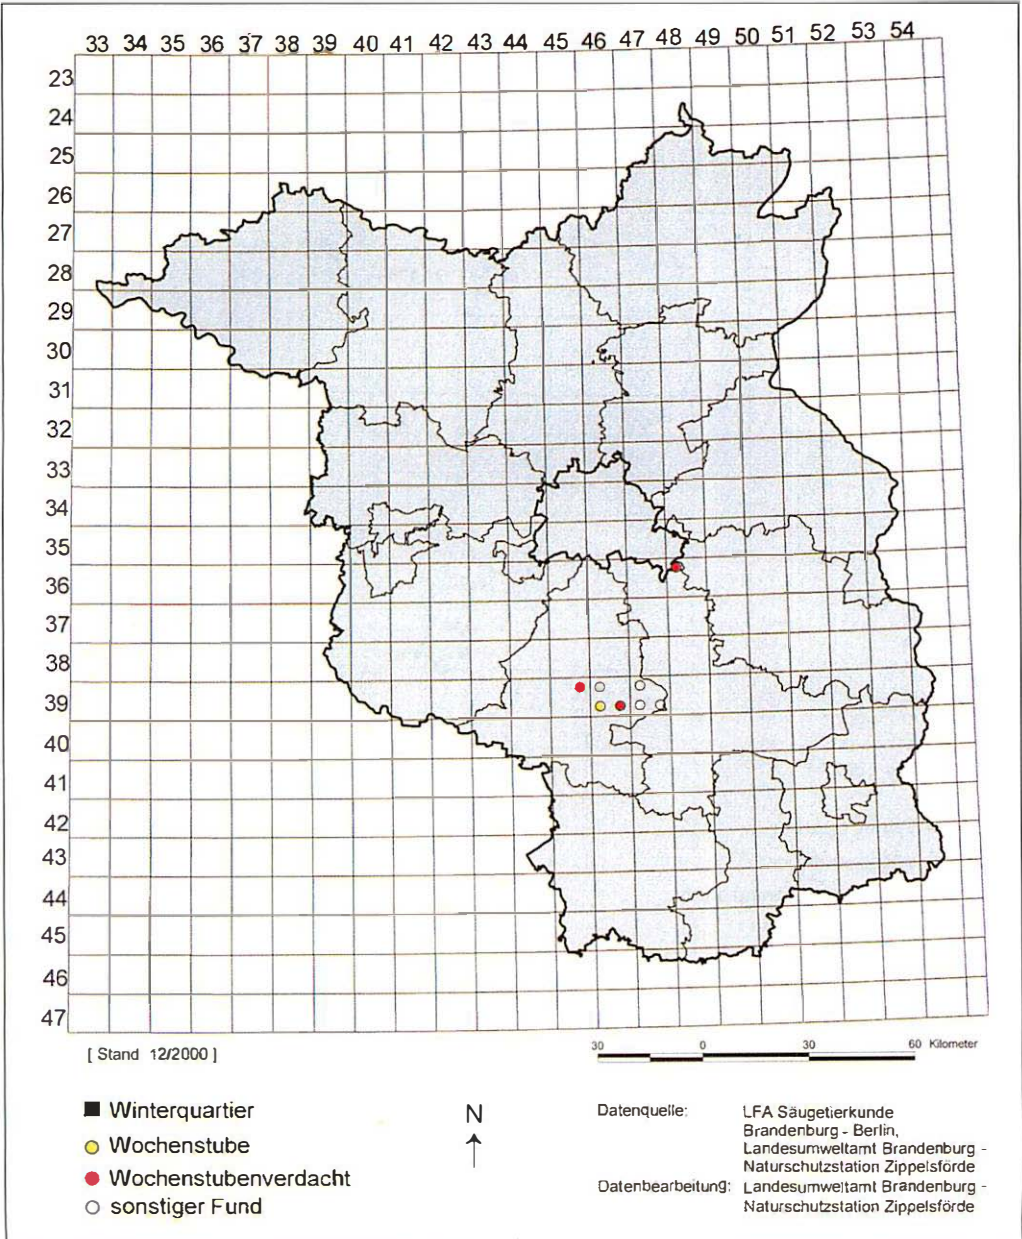 33 34 35 36 37 38 39 40 41 42 43 44 45 46 47 48 49 50 51 52 53 54
23
24
25
26
27
28
29
30
31
32
33
34
35
36
37
38
39
40
41
42
43
44
45
46
47
[ Stand 12/2000 ]
30 0 30 60 Kilometer
Winterquartier
Wochenstube
Wochenstubenverdacht
sonstiger Fund
N
Datenquelle: LFA Säugetierkunde
Brandenburg - Berlin,
Landesumweltamt Brandenburg -
Naturschutzstation Zippelsförde
Datenbearbeitung: Landesumweltamt Brandenburg -
Naturschutzstation Zippelsförde